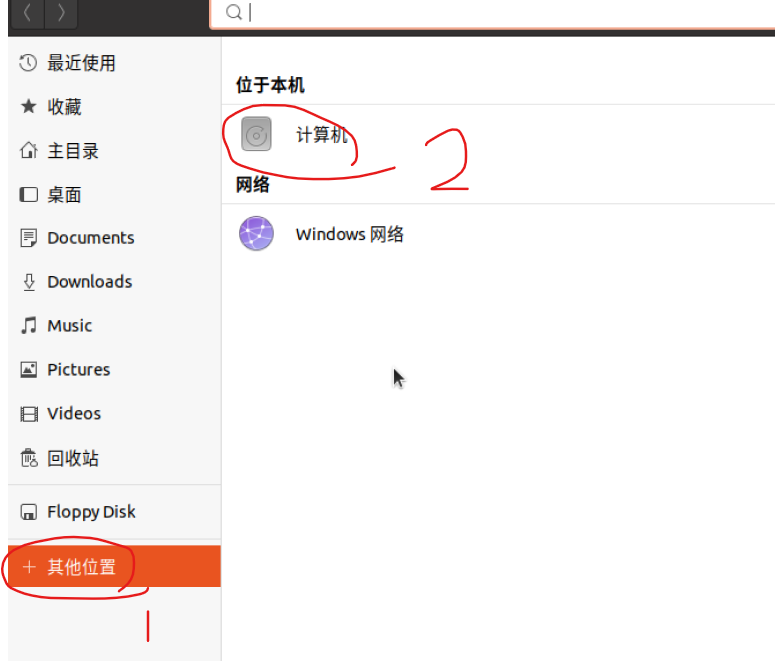 最近使用
收藏
主目录
桌面
Documents
Downloads
Music
Pictures
Videos
回收站
Floppy Disk
其他位置
1
位于本机
计算机
2
网络
Windows 网络